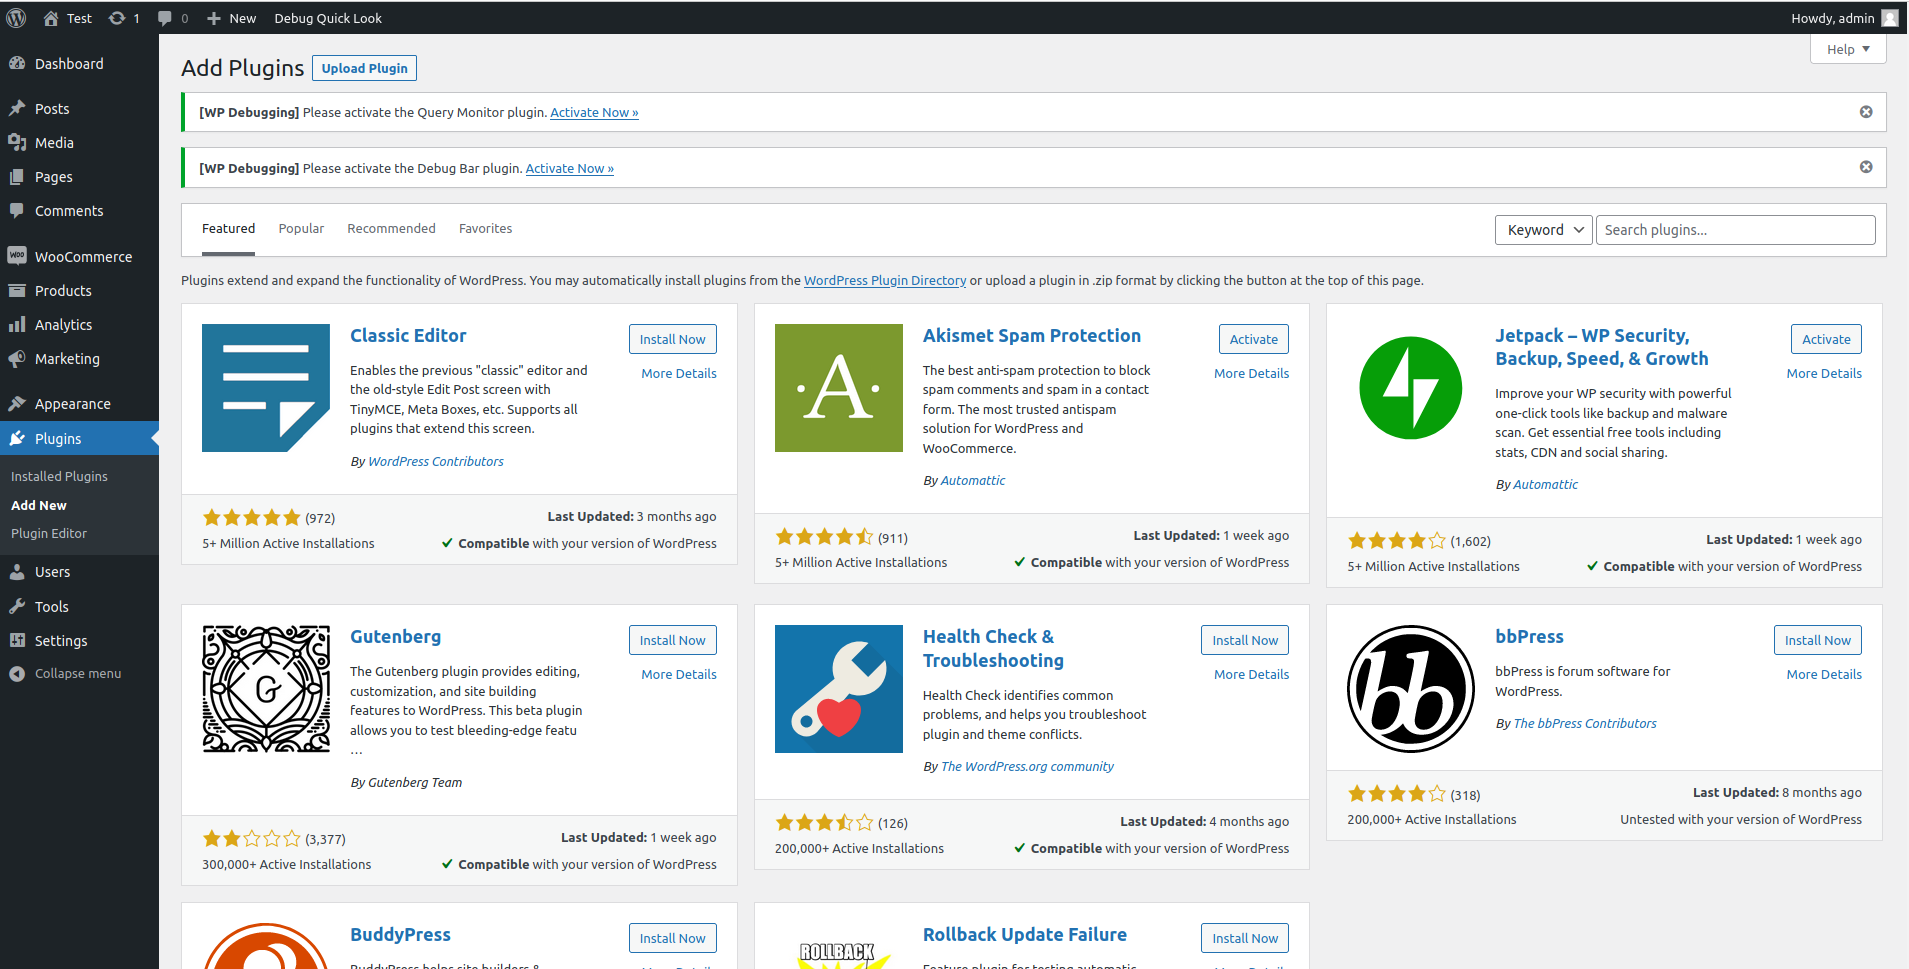 Test
1
0
New
Debug Quick Look
Howdy, admin
Dashboard
Posts
Media
Pages
Comments
WooCommerce
Products
Analytics
Marketing
Appearance
Plugins
Installed Plugins
Add New
Plugin Editor
Users
Tools
Settings
Collapse menu
Help
Add Plugins
Upload Plugin
[WP Debugging] Please activate the Query Monitor plugin. Activate Now »
[WP Debugging] Please activate the Debug Bar plugin. Activate Now »
Featured Popular Recommended Favorites
Keyword
Search plugins...
Plugins extend and expand the functionality of WordPress. You may automatically install plugins from the WordPress Plugin Directory or upload a plugin in .zip format by clicking the button at the top of this page.
Classic Editor
Install Now
More Details
Enables the previous "classic" editor and
the old-style Edit Post screen with
TinyMCE, Meta Boxes, etc. Supports all
plugins that extend this screen.
By WordPress Contributors
(972)
Last Updated: 3 months ago
5+ Million Active Installations
Compatible with your version of WordPress
·A·
Akismet Spam Protection
Activate
More Details
The best anti-spam protection to block
spam comments and spam in a contact
form. The most trusted antispam
solution for WordPress and
WooCommerce.
By Automattic
(911)
Last Updated: 1 week ago
5+ Million Active Installations
Compatible with your version of WordPress
Jetpack – WP Security,
Backup, Speed, & Growth
Activate
More Details
Improve your WP security with powerful
one-click tools like backup and malware
scan. Get essential free tools including
stats, CDN and social sharing.
By Automattic
(1,602)
Last Updated: 1 week ago
5+ Million Active Installations
Compatible with your version of WordPress
G
Gutenberg
Install Now
More Details
The Gutenberg plugin provides editing,
customization, and site building
features to WordPress. This beta plugin
allows you to test bleeding-edge featu
…
By Gutenberg Team
(3,377)
Last Updated: 1 week ago
300,000+ Active Installations
Compatible with your version of WordPress
Health Check &
Troubleshooting
Install Now
More Details
Health Check identifies common
problems, and helps you troubleshoot
plugin and theme conflicts.
By The WordPress.org community
(126)
Last Updated: 4 months ago
200,000+ Active Installations
Compatible with your version of WordPress
bb
bbPress
Install Now
More Details
bbPress is forum software for
WordPress.
By The bbPress Contributors
(318)
Last Updated: 8 months ago
200,000+ Active Installations
Untested with your version of WordPress
BuddyPress
Install Now
BuddyPress helps site builders &
More Details
ROLLBACK
Rollback Update Failure
Install Now
Feature plugin for testing automatic
More Details